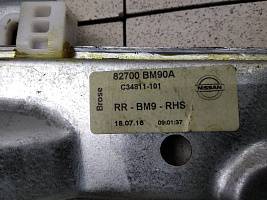 82700 BM90A
C34811-101
NISSAN
Brose
RR - BM9 - RHS
18.07.16 09:01:37